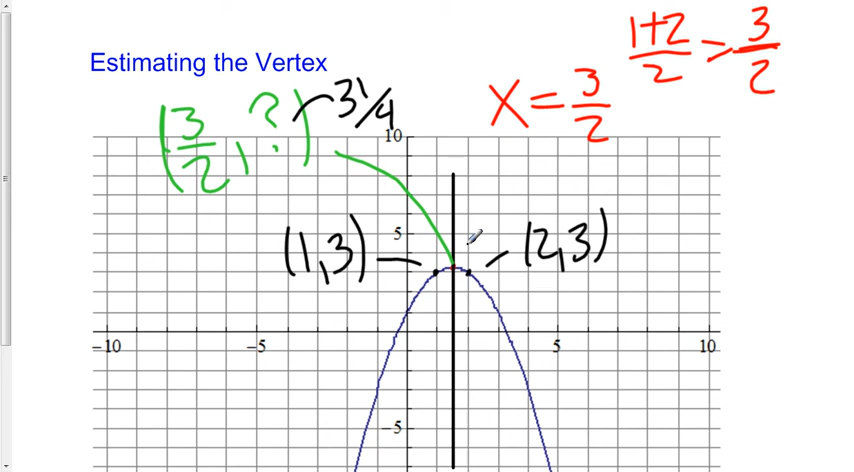 Estimating the Vertex
1+2/2 = 3/2
x = 3/2
(3/2, ?) 3 1/4
10
(1,3)
5
(2,3)
−10
−5
5
10
−5